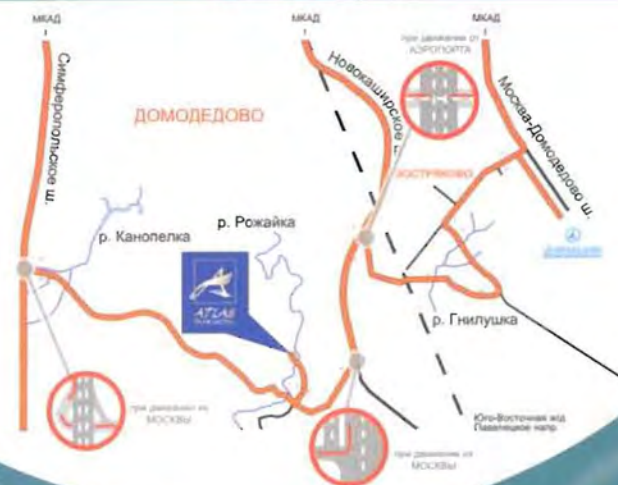 МКАД
МКАД
МКАД
при движении от
АЭРОПОРТА
Симферопольское ш.
Новокаширское
Москва-Домодедово ш.
ДОМОДЕДОВО
ВОСТРЯКОВО
р. Канопелка
р. Рожайка
ATLAS
р. Гнилушка
при движении из
МОСКВЫ
при движении из
МОСКВЫ
Юго-Восточная жд
Павелецкое напр